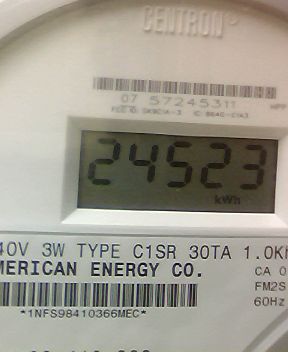 CENTRON
07 57245311
24523
kWh
40V 3W TYPE C1SR 30TA 1.0Kh
MERICAN ENERGY CO.
CA 0
FM2S
60Hz
*1NFS98410366MEC*